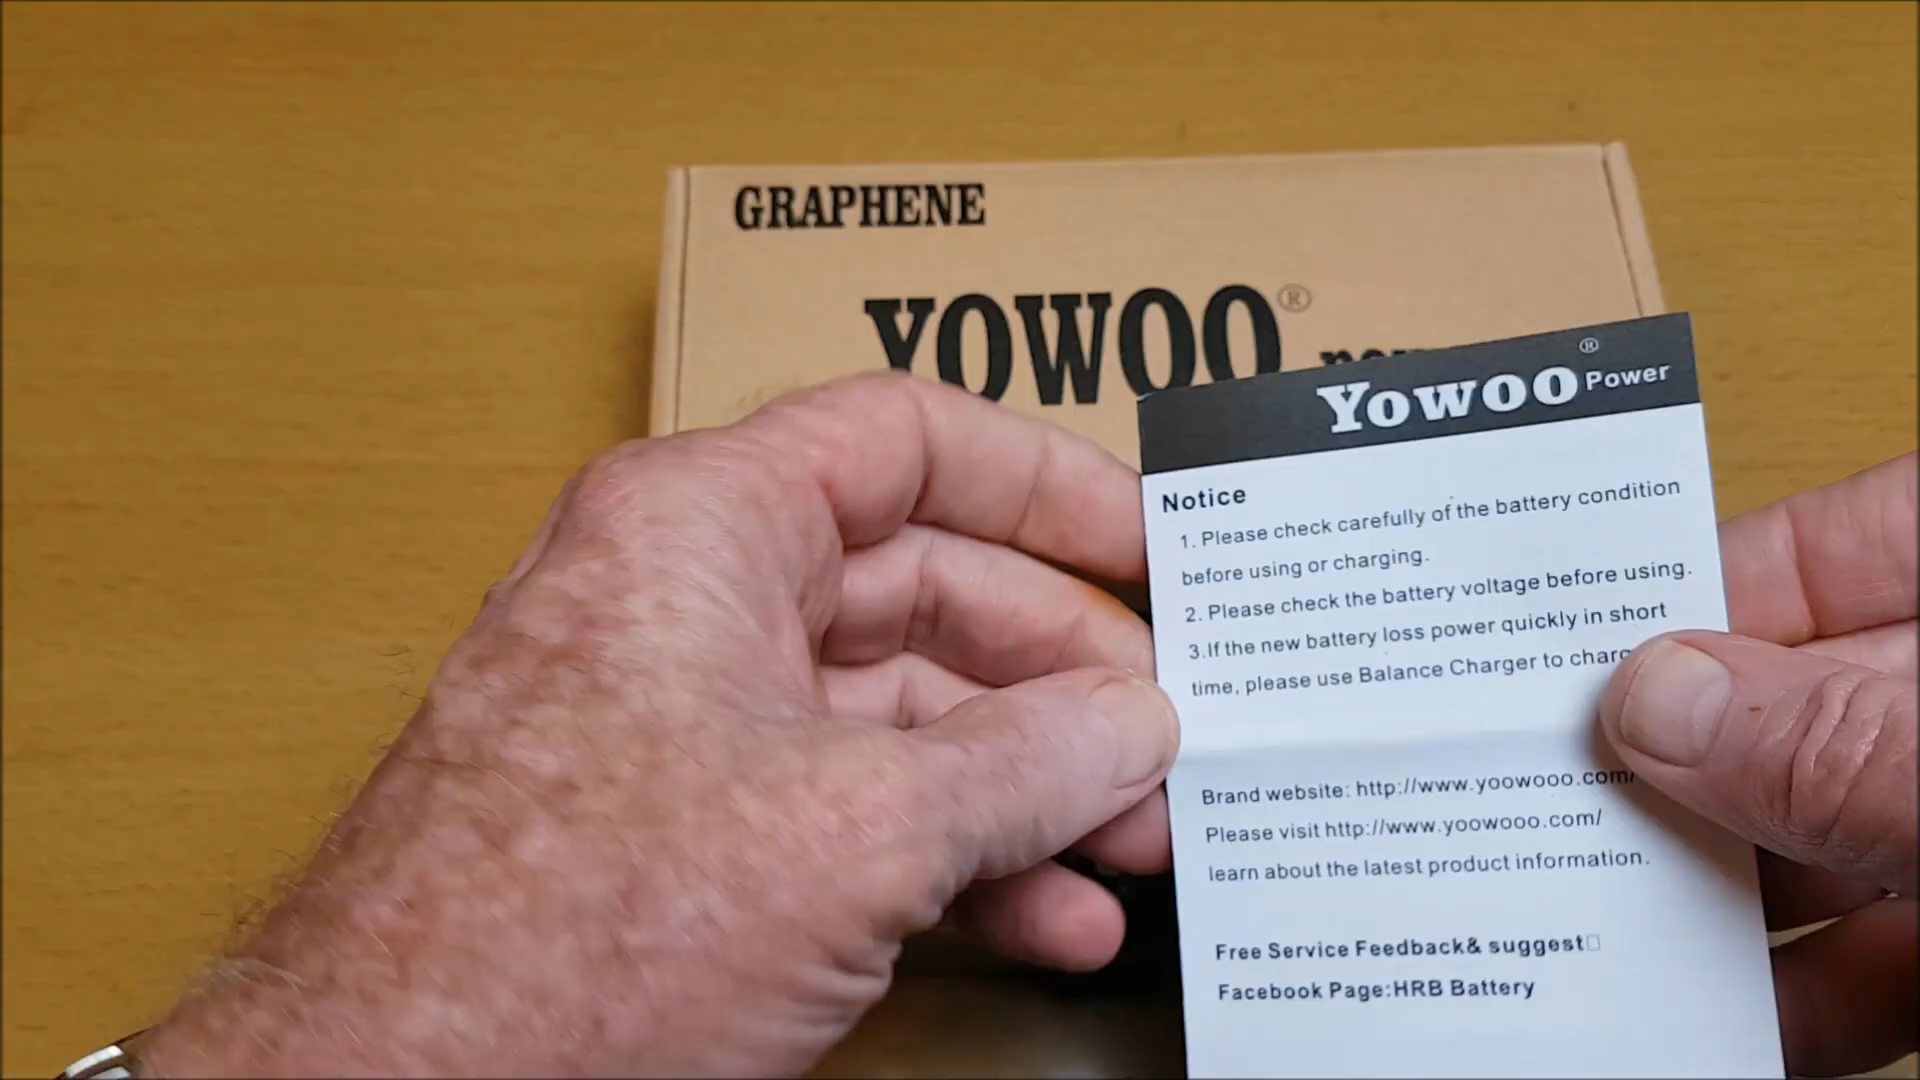 GRAPHENE
YOWOO®
Yowoo® Power
Notice
1. Please check carefully of the battery condition
before using or charging.
2. Please check the battery voltage before using.
3.If the new battery loss power quickly in short
time, please use Balance Charger to
Brand website: http://www.yoowooo.com/
Please visit http://www.yoowooo.com/
learn about the latest product information.
Free Service Feedback& suggest□
Facebook Page:HRB Battery